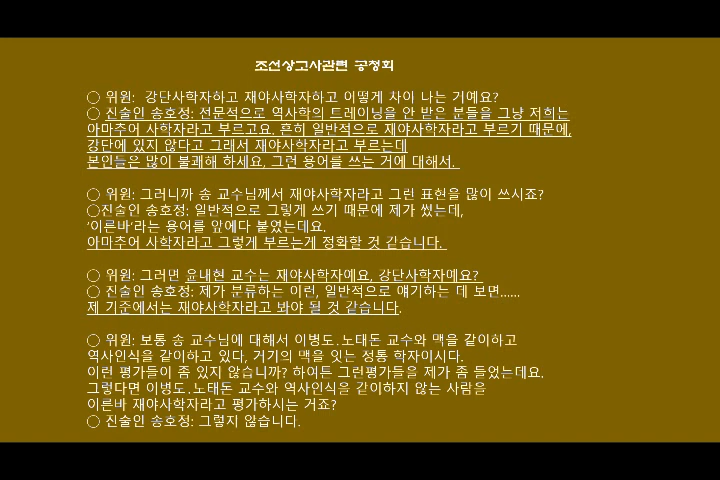 조선상고사관련 공청회
○ 위원:  강단사학자하고 재야사학자하고 어떻게 차이 나는 기예요?
○ 진술인 송호정: 전문적으로 역사학의 트레이닝을 안 받은 분들을 그냥 저희는
아마추어 사학자라고 부르고요. 흔히 일반적으로 재야사학자라고 부르기 때문에,
강단에 있지 않다고 그래서 재야사학자라고 부르는데
본인들은 많이 불쾌해 하세요, 그런 용어를 쓰는 거에 대해서.
○ 위원: 그러니까 송 교수님께서 재야사학자라고 그런 표현을 많이 쓰시죠?
○진술인 송호정: 일반적으로 그렇게 쓰기 때문에 제가 썼는데,
'이른바'라는 용어를 앞에다 붙였는데요.
아마추어 사학자라고 그렇게 부르는게 정확할 것 같습니다.
○ 위원: 그러면 윤내현 교수는 재야사학자예요, 강단사학자예요?
○ 진술인 송호정: 제가 분류하는 이런, 일반적으로 얘기하는 데 보면……
제 기준에서는 재야사학자라고 봐야 될 것 같습니다.
○ 위원: 보통 송 교수님에 대해서 이병도.노태돈 교수와 맥을 같이하고
역사인식을 같이하고 있다, 거기의 맥을 잇는 정통 학자이시다.
이런 평가들이 좀 있지 않습니까? 하여튼 그런평가들을 제가 좀 들었는데요.
그렇다면 이병도.노태돈 교수와 역사인식을 같이하지 않는 사람을
이른바 재야사학자라고 평가하시는 거죠?
○ 진술인 송호정: 그렇지 않습니다.